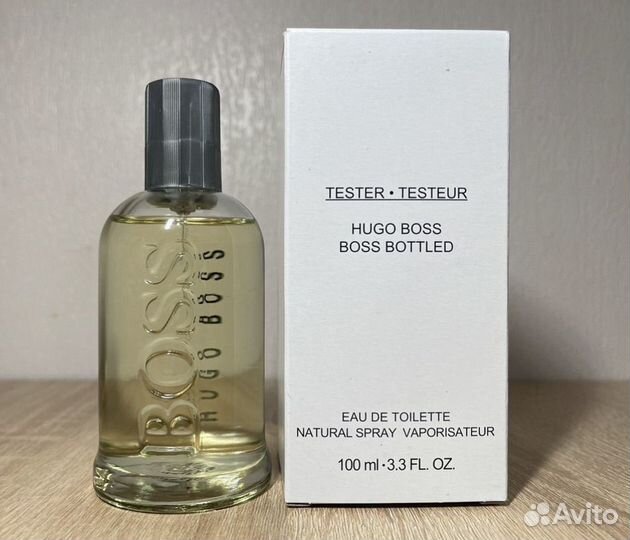 BOSS
HUGO BOSS
TESTER • TESTEUR
HUGO BOSS
BOSS BOTTLED
EAU DE TOILETTE
NATURAL SPRAY VAPORISATEUR
100 ml • 3.3 FL. OZ.
Avito